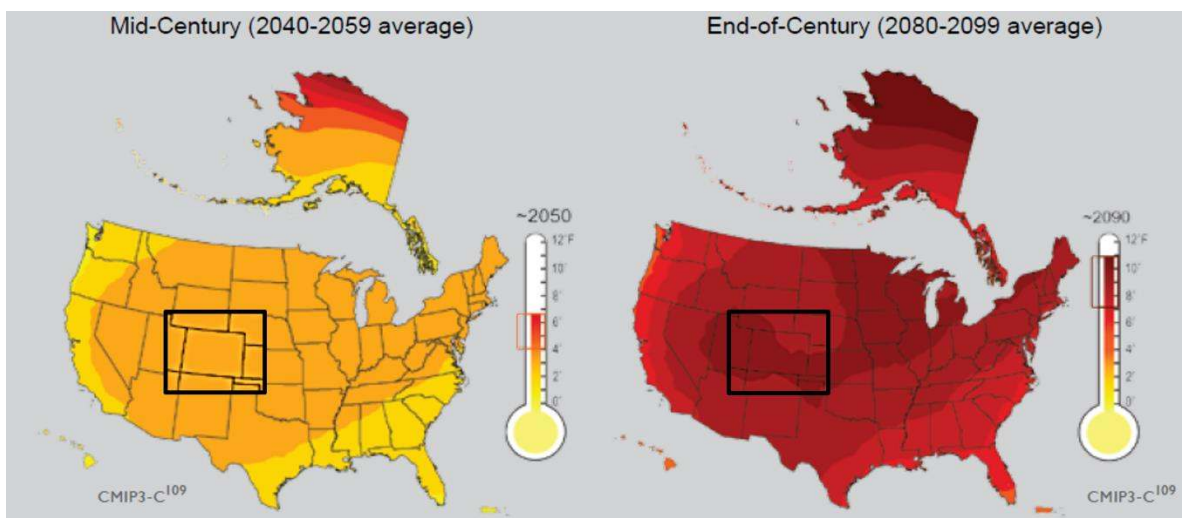 Mid-Century (2040-2059 average)
End-of-Century (2080-2099 average)
~2050
12°F
10°
8°
6°
4°
2°
0°
~2090
12°F
10°
8°
6°
4°
2°
0°
CMIP3-C109
CMIP3-C109